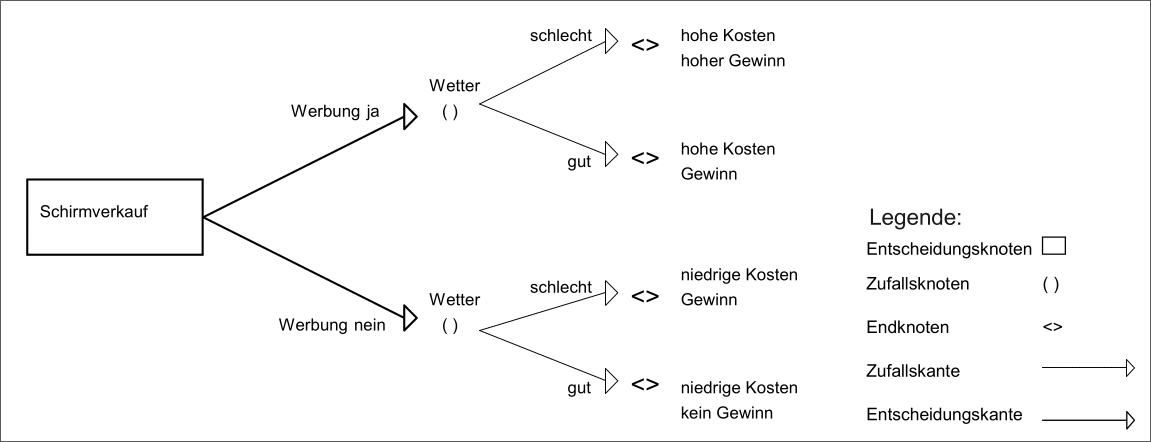 schlecht
<>
hohe Kosten
hoher Gewinn
Wetter
( )
Werbung ja
gut
<>
hohe Kosten
Gewinn
Schirmverkauf
Werbung nein
Wetter
( )
schlecht
<>
niedrige Kosten
Gewinn
gut
<>
niedrige Kosten
kein Gewinn
Legende:
Entscheidungsknoten
Zufallsknoten ( )
Endknoten <>
Zufallskante
Entscheidungskante